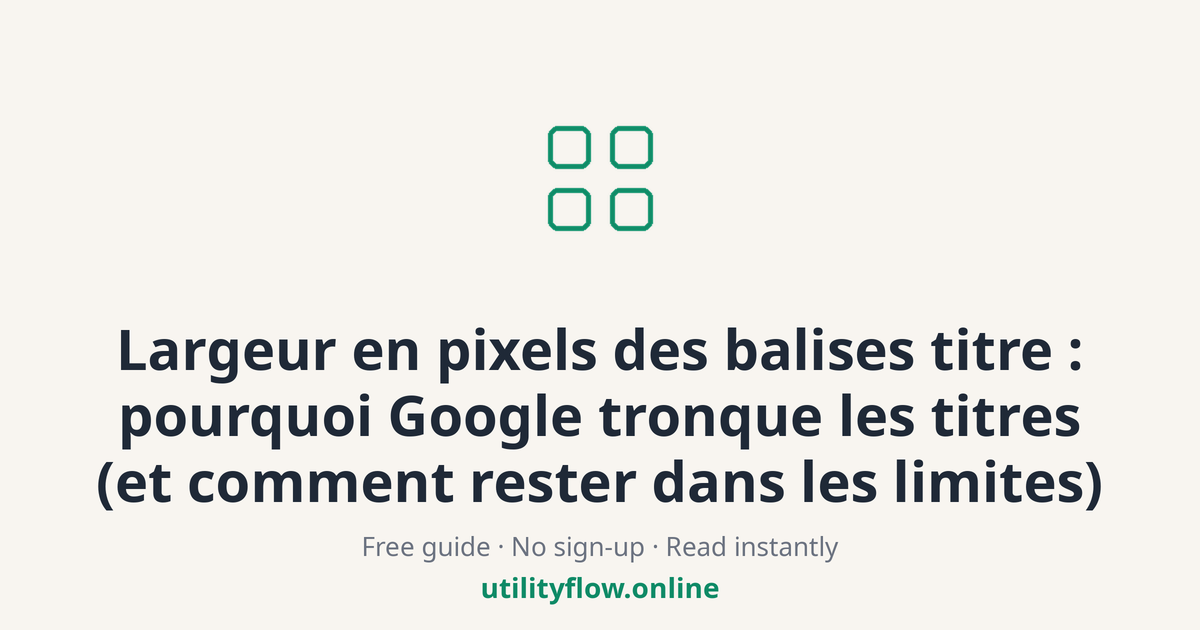 Largeur en pixels des balises titre :
pourquoi Google tronque les titres
(et comment rester dans les limites)
Free guide · No sign-up · Read instantly
utilityflow.online